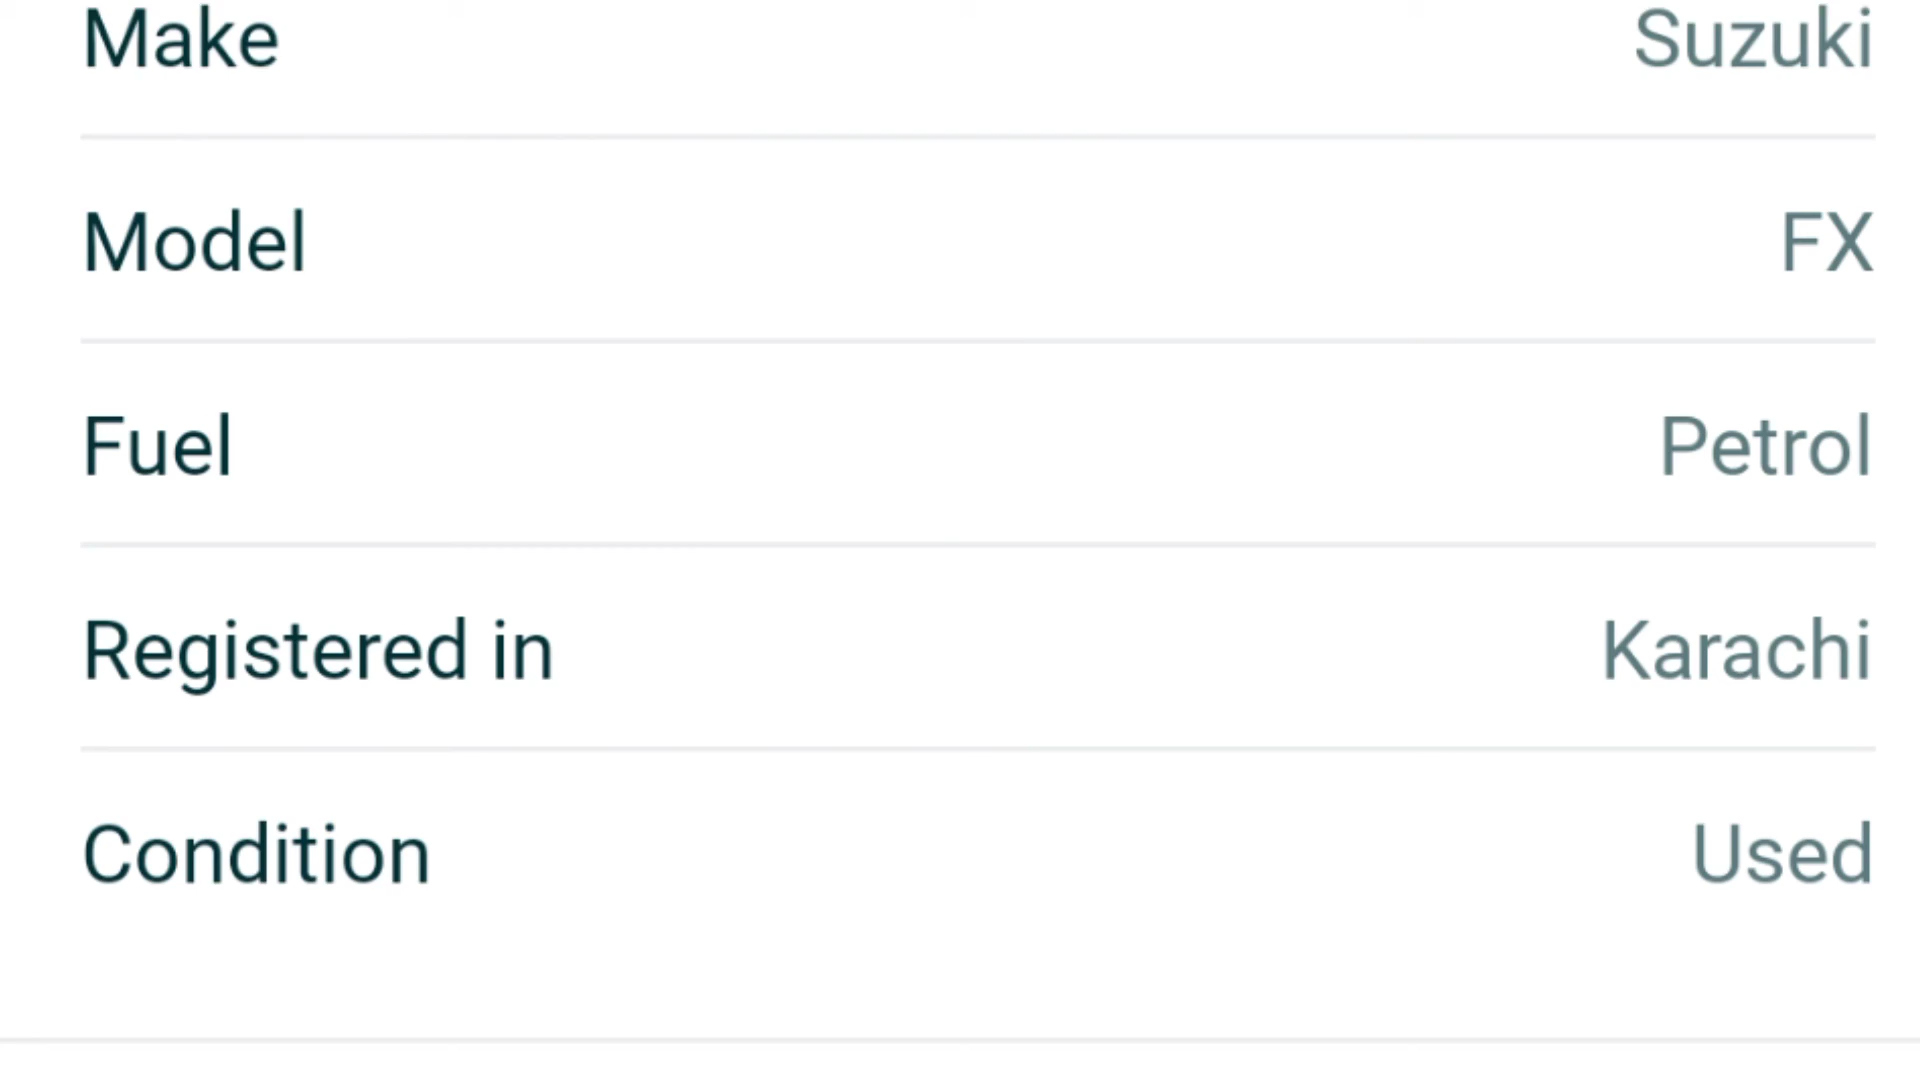 Make Suzuki
Model FX
Fuel Petrol
Registered in Karachi
Condition Used